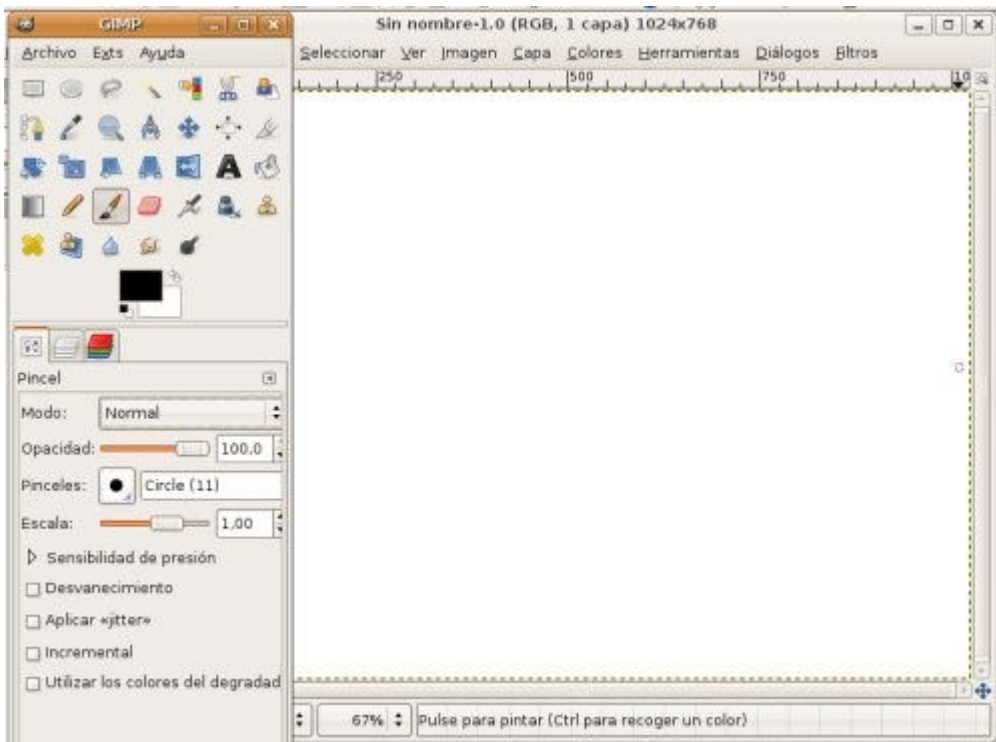 GIMP
Archivo Exts Ayuda
Pincel
Modo: Normal
Opacidad: 100.0
Pinceles: Circle (11)
Escala: 1,00
Sensibilidad de presión
Desvanecimiento
Aplicar «jitter»
Incremental
Utilizar los colores del degradad
Sin nombre-1.0 (RGB, 1 capa) 1024x768
Seleccionar Ver Imagen Capa Colores Herramientas Diálogos Filtros
250 500 750 10
67% Pulse para pintar (Ctrl para recoger un color)